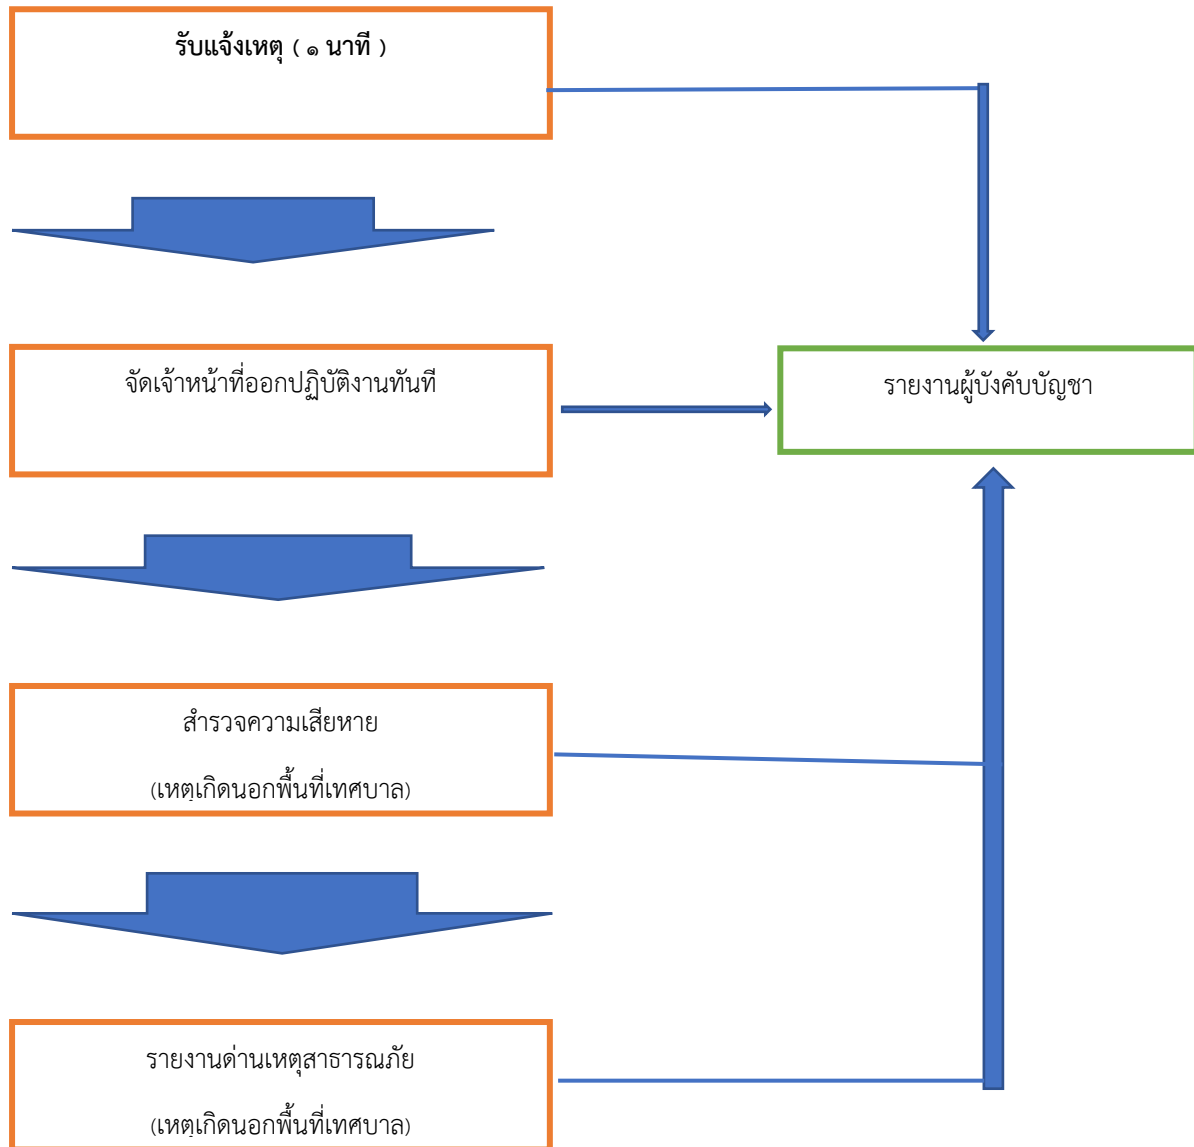 รับแจ้งเหตุ ( ๑ นาที )
จัดเจ้าหน้าที่ออกปฏิบัติงานทันที
รายงานผู้บังคับบัญชา
สำรวจความเสียหาย
(เหตุเกิดนอกพื้นที่เทศบาล)
รายงานด่านเหตุสาธารณภัย
(เหตุเกิดนอกพื้นที่เทศบาล)